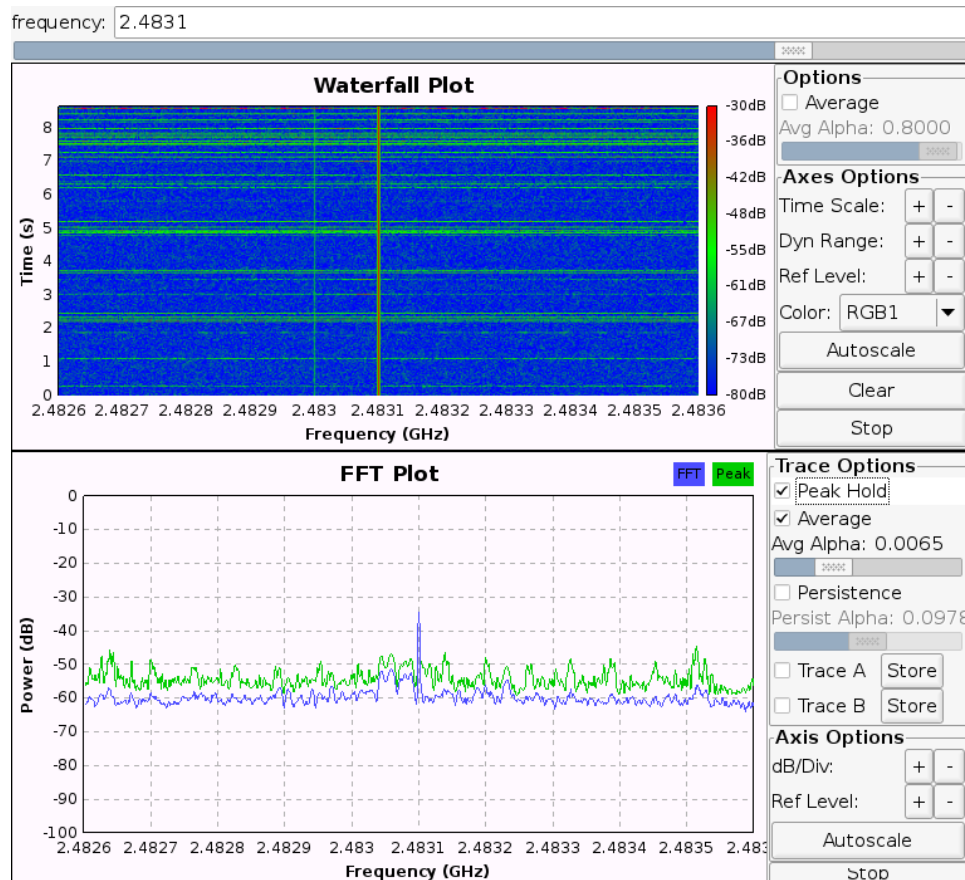 frequency: 2.4831
Waterfall Plot
Time (s)
8
7
6
5
4
3
2
1
0
2.4826 2.4827 2.4828 2.4829 2.483 2.4831 2.4832 2.4833 2.4834 2.4835 2.4836
Frequency (GHz)
-30dB
-36dB
-42dB
-48dB
-55dB
-61dB
-67dB
-73dB
-80dB
Options
Average
Avg Alpha: 0.8000
Axes Options
Time Scale: + -
Dyn Range: + -
Ref Level: + -
Color: RGB1
Autoscale
Clear
Stop
FFT Plot
FFT Peak
Power (dB)
0
-10
-20
-30
-40
-50
-60
-70
-80
-90
-100
2.4826 2.4827 2.4828 2.4829 2.483 2.4831 2.4832 2.4833 2.4834 2.4835 2.483
Frequency (GHz)
Trace Options
Peak Hold
Average
Avg Alpha: 0.0065
Persistence
Persist Alpha: 0.0978
Trace A Store
Trace B Store
Axis Options
dB/Div: + -
Ref Level: + -
Autoscale
Stop